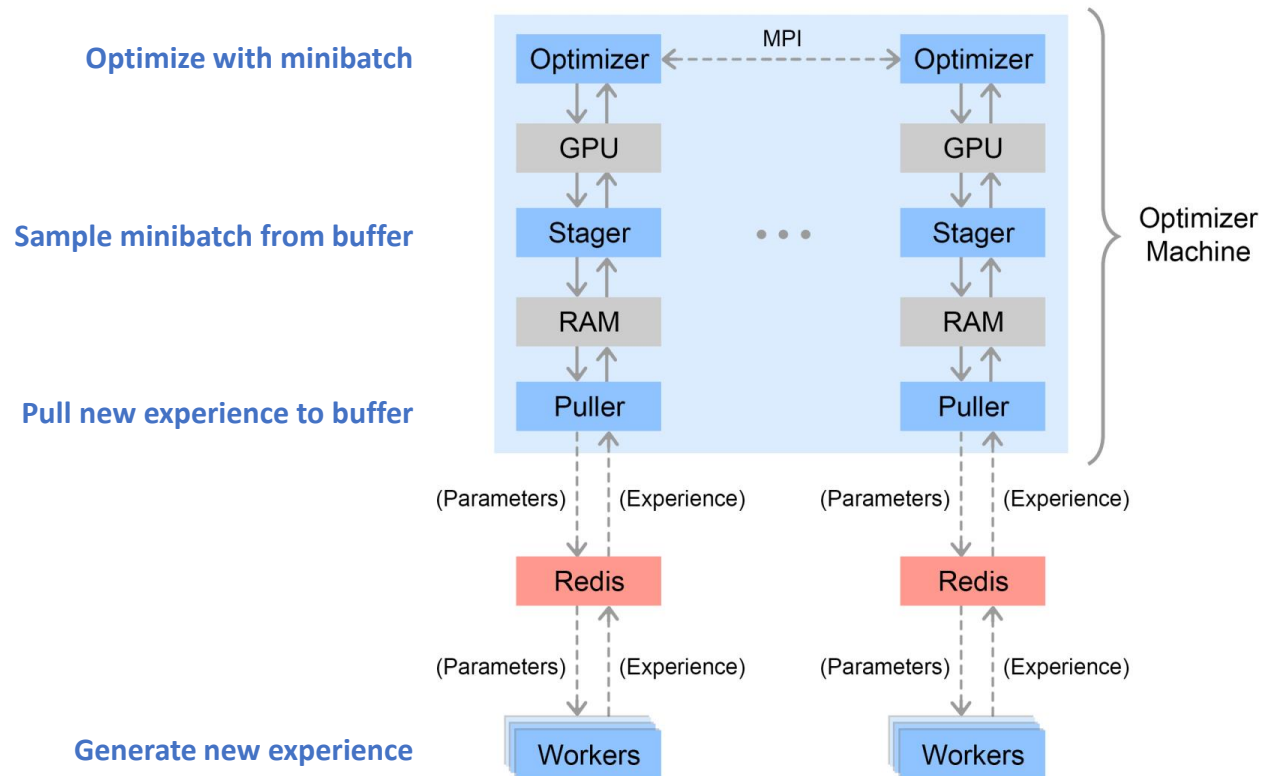 MPI
Optimize with minibatch
Optimizer
Optimizer
GPU
GPU
Sample minibatch from buffer
Stager
• • •
Stager
Optimizer
Machine
RAM
RAM
Pull new experience to buffer
Puller
Puller
(Parameters)
(Experience)
(Parameters)
(Experience)
Redis
Redis
(Parameters)
(Experience)
(Parameters)
(Experience)
Generate new experience
Workers
Workers